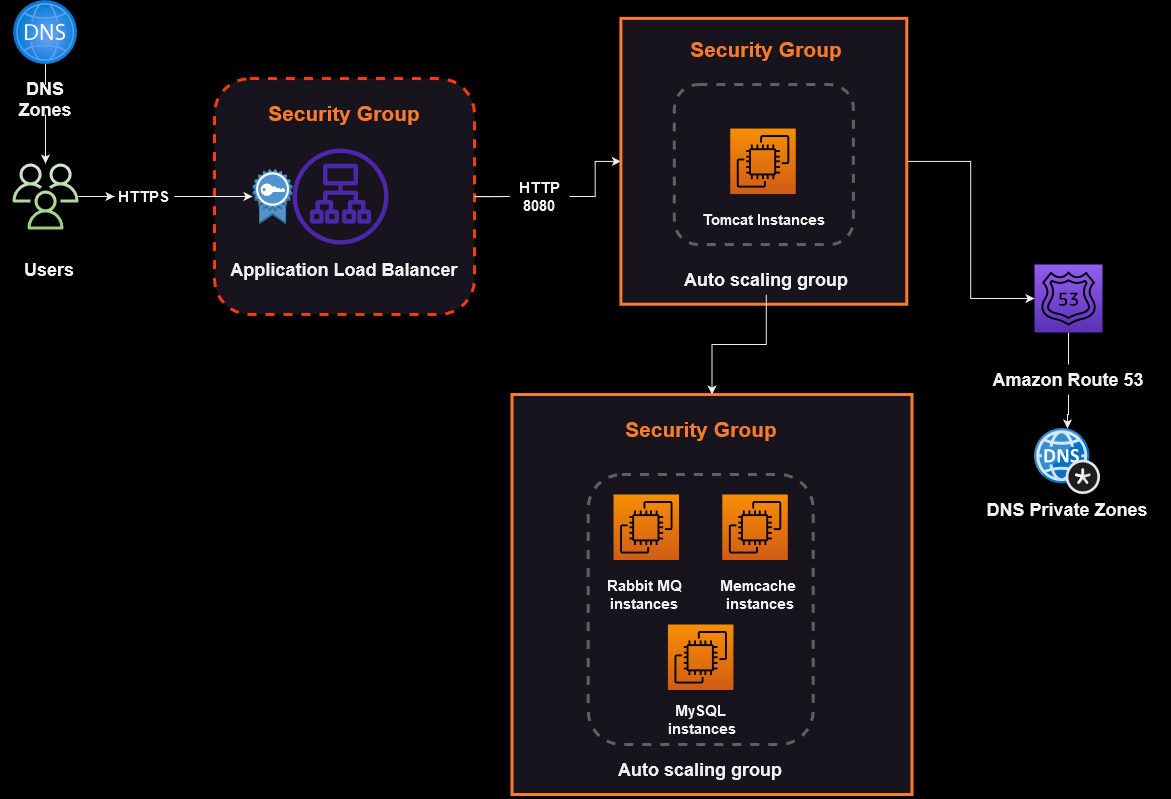 DNS
DNS
Zones
Users
HTTPS
Security Group
Application Load Balancer
HTTP
8080
Security Group
Tomcat Instances
Auto scaling group
53
Amazon Route 53
DNS
*
DNS Private Zones
Security Group
Rabbit MQ
instances
Memcache
instances
MySQL
instances
Auto scaling group